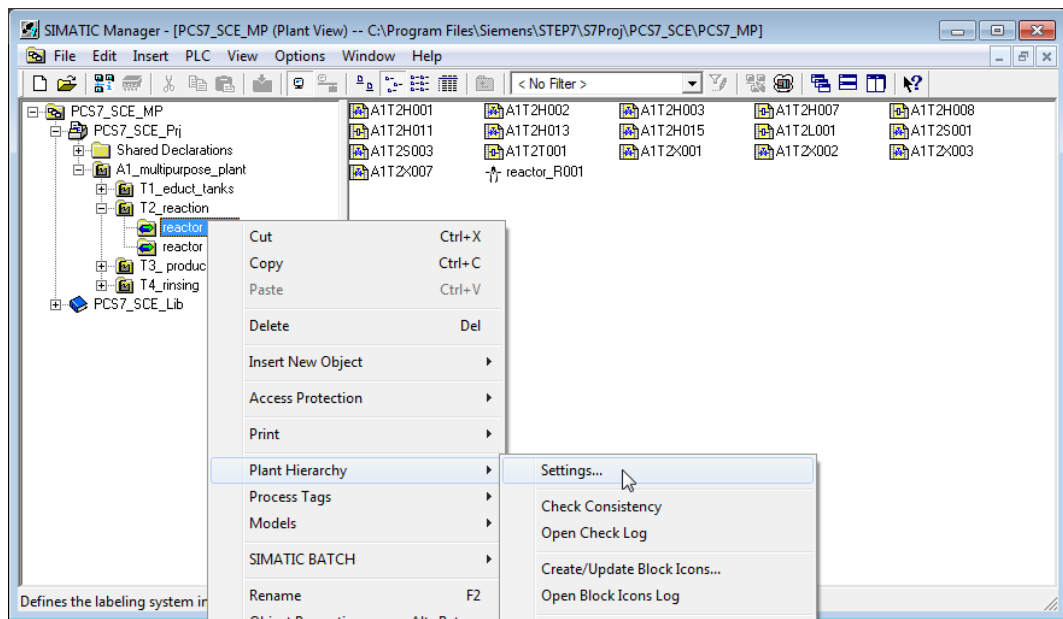 SIMATIC Manager - [PCS7_SCE_MP (Plant View) -- C:\Program Files\Siemens\STEP7\S7Proj\PCS7_SCE\PCS7_MP]
File Edit Insert PLC View Options Window Help
< No Filter >
PCS7_SCE_MP
PCS7_SCE_Prj
Shared Declarations
A1_multipurpose_plant
T1_educt_tanks
T2_reaction
reactor
reactor
T3_ produc
T4_rinsing
PCS7_SCE_Lib
A1T2H001 A1T2H002 A1T2H003 A1T2H007 A1T2H008
A1T2H011 A1T2H013 A1T2H015 A1T2L001 A1T2S001
A1T2S003 A1T2T001 A1T2X001 A1T2X002 A1T2X003
A1T2X007 reactor_R001
Cut Ctrl+X
Copy Ctrl+C
Paste Ctrl+V
Delete Del
Insert New Object
Access Protection
Print
Plant Hierarchy
Process Tags
Models
SIMATIC BATCH
Rename F2
Settings...
Check Consistency
Open Check Log
Create/Update Block Icons...
Open Block Icons Log
Defines the labeling system in